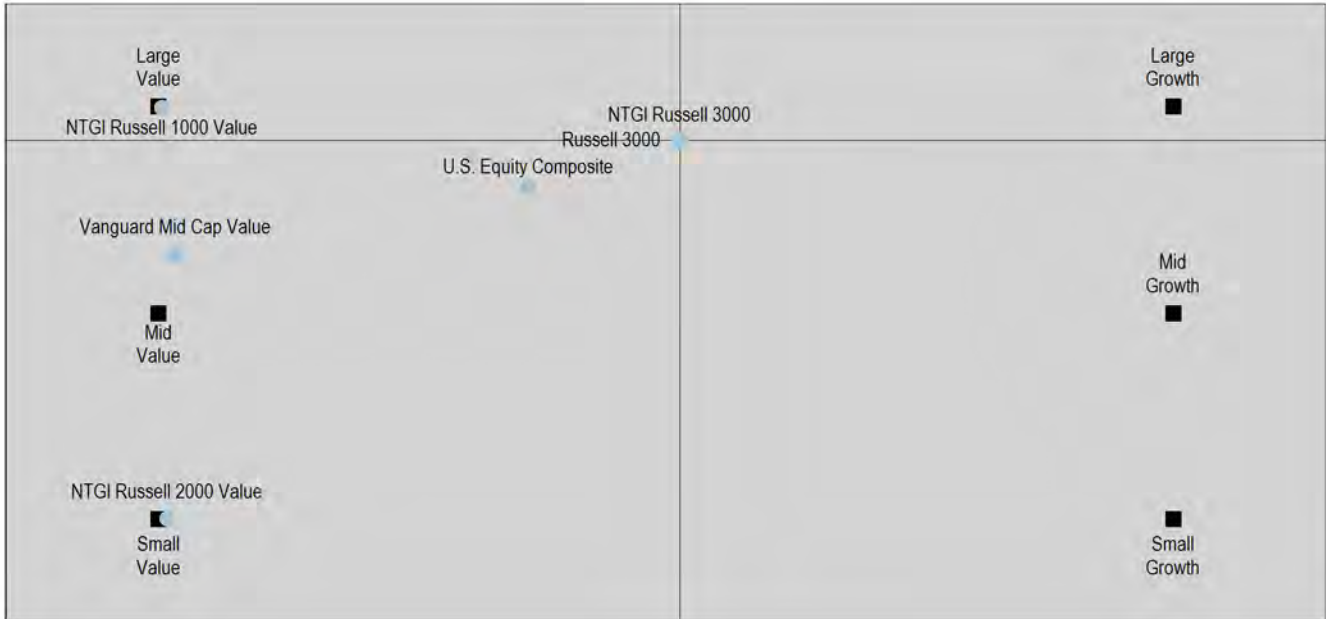 Large
Value
NTGI Russell 1000 Value
Large
Growth
NTGI Russell 3000
Russell 3000
U.S. Equity Composite
Vanguard Mid Cap Value
Mid
Value
Mid
Growth
NTGI Russell 2000 Value
Small
Value
Small
Growth